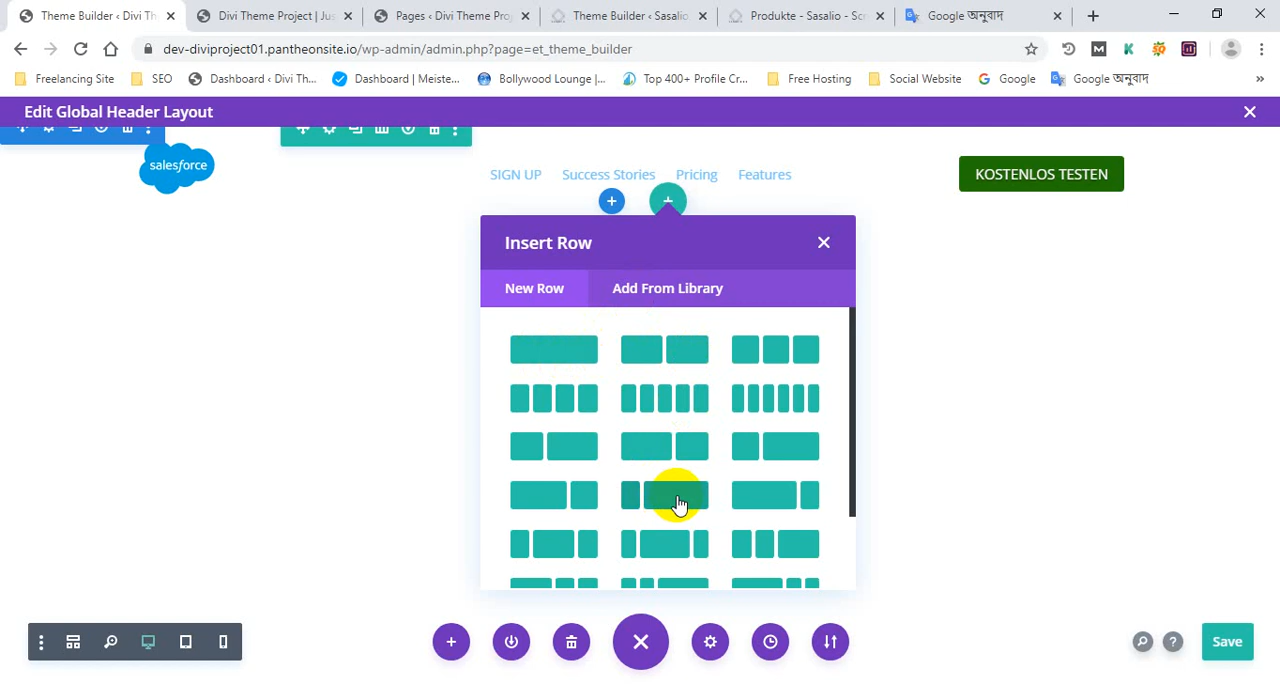 Theme Builder ‹ Divi Th
Divi Theme Project | Jus
Pages ‹ Divi Theme Proj
Theme Builder ‹ Sasalio
Produkte - Sasalio - Scr
Google অনুবাদ
dev-diviproject01.pantheonsite.io/wp-admin/admin.php?page=et_theme_builder
Freelancing Site
SEO
Dashboard ‹ Divi Th...
Dashboard | Meiste...
Bollywood Lounge |...
Top 400+ Profile Cr...
Free Hosting
Social Website
Google
Google অনুবাদ
»
Edit Global Header Layout
salesforce
SIGN UP Success Stories Pricing Features
KOSTENLOS TESTEN
Insert Row
New Row
Add From Library
Save